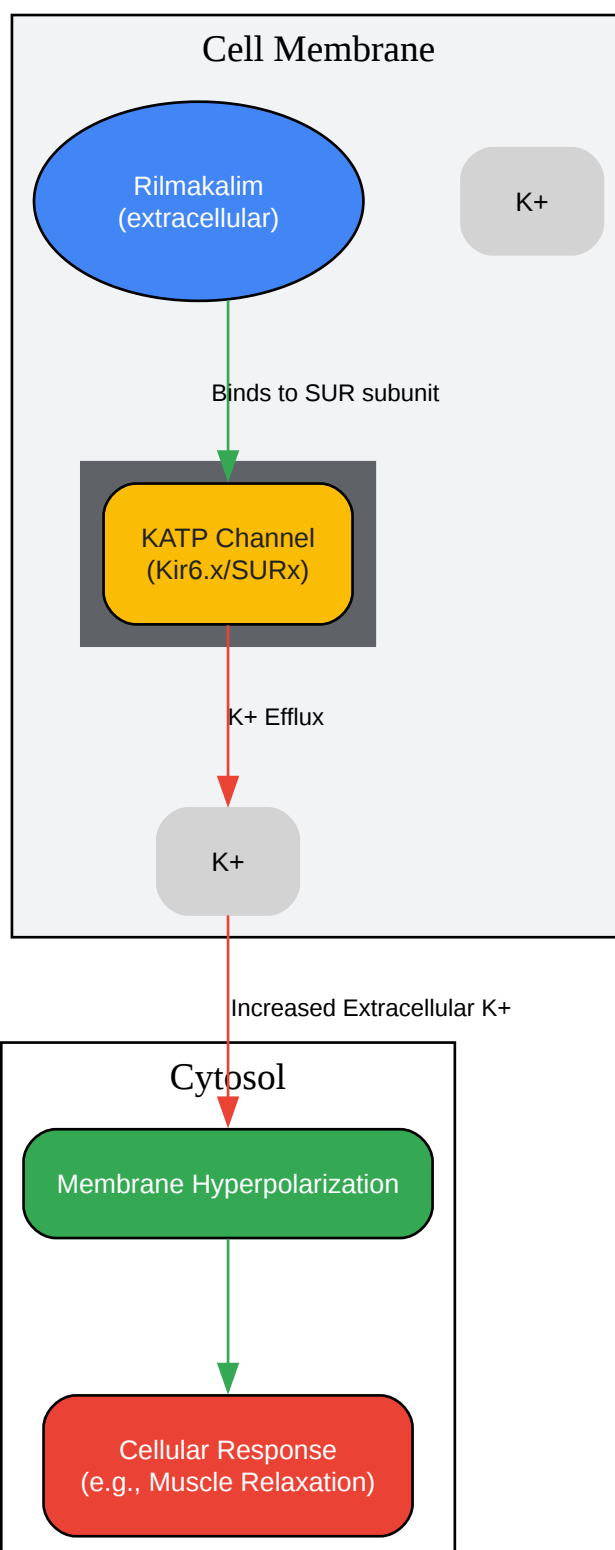 Cell Membrane
Rilmakalim
(extracellular)
K+
Binds to SUR subunit
KATP Channel
(Kir6.x/SURx)
K+ Efflux
K+
Increased Extracellular K+
Cytosol
Membrane Hyperpolarization
Cellular Response
(e.g., Muscle Relaxation)